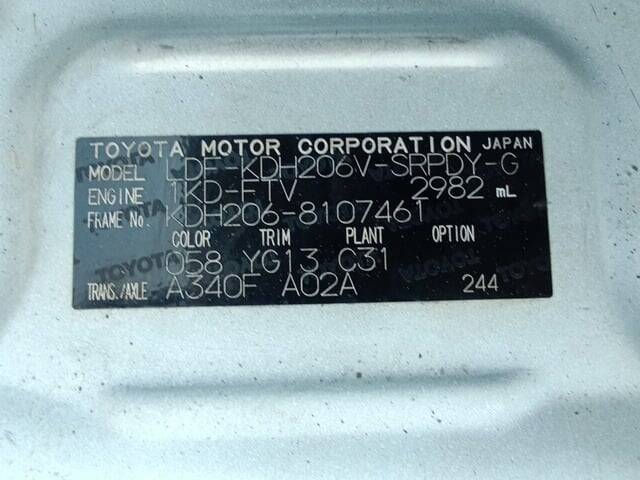 TOYOTA MOTOR CORPORATION JAPAN
MODEL LDF-KDH206V-SRPDY-G
ENGINE 1KD-FTV 2982 mL
FRAME No. KDH206-8107461
COLOR TRIM PLANT OPTION
058 YG13 C31
TRANS./AXLE A340F A02A 244